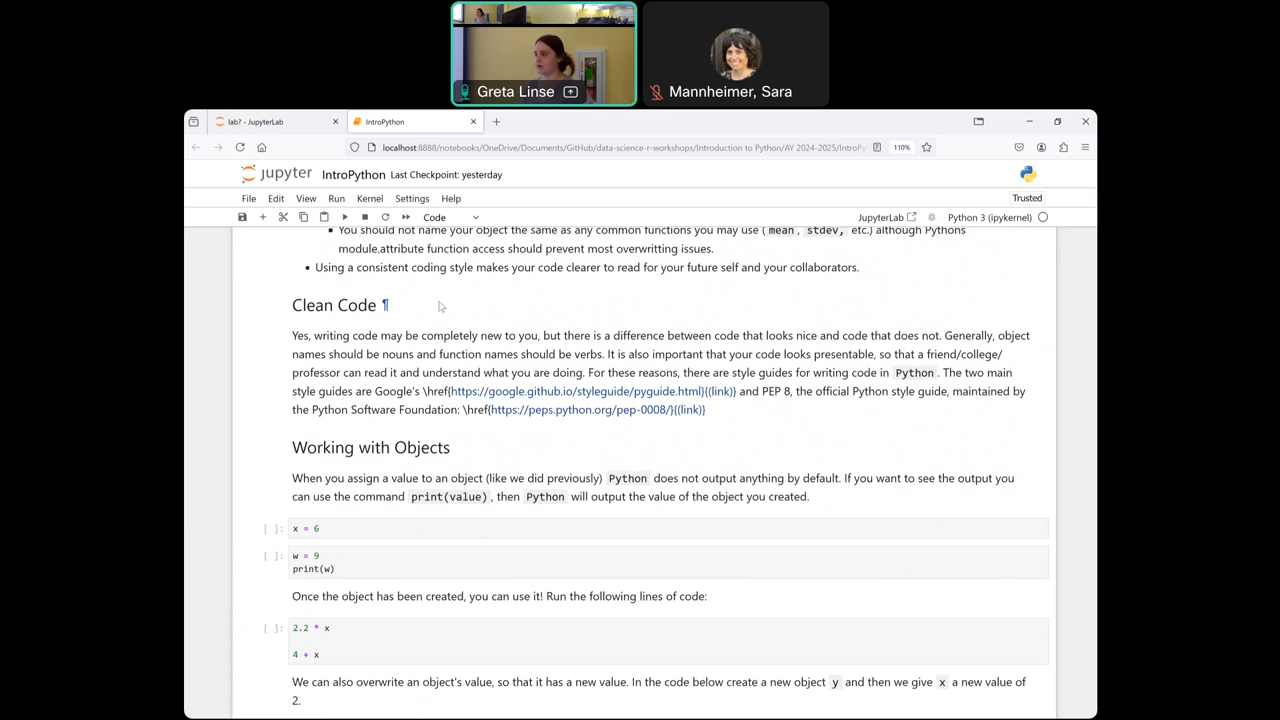 Greta Linse
Mannheimer, Sara
lab? - JupyterLab
IntroPython
localhost:8888/notebooks/OneDrive/Documents/GitHub/data-science-r-workshops/Introduction to Python/AY 2024-2025/IntroPy
110%
jupyter IntroPython Last Checkpoint: yesterday
File Edit View Run Kernel Settings Help
Trusted
Code
JupyterLab
Python 3 (ipykernel)
You should not name your object the same as any common functions you may use ( mean , stdev, etc.) although Pythons
module.attribute function access should prevent most overwritting issues.
Using a consistent coding style makes your code clearer to read for your future self and your collaborators.
Clean Code ¶
Yes, writing code may be completely new to you, but there is a difference between code that looks nice and code that does not. Generally, object
names should be nouns and function names should be verbs. It is also important that your code looks presentable, so that a friend/college/
professor can read it and understand what you are doing. For these reasons, there are style guides for writing code in Python . The two main
style guides are Google's \href{https://google.github.io/styleguide/pyguide.html}{(link)} and PEP 8, the official Python style guide, maintained by
the Python Software Foundation: \href{https://peps.python.org/pep-0008/}{(link)}
Working with Objects
When you assign a value to an object (like we did previously) Python does not output anything by default. If you want to see the output you
can use the command print(value) , then Python will output the value of the object you created.
[ ]: x = 6
[ ]: w = 9
print(w)
Once the object has been created, you can use it! Run the following lines of code:
[ ]: 2.2 * x
4 + x
We can also overwrite an object's value, so that it has a new value. In the code below create a new object y and then we give x a new value of
2.